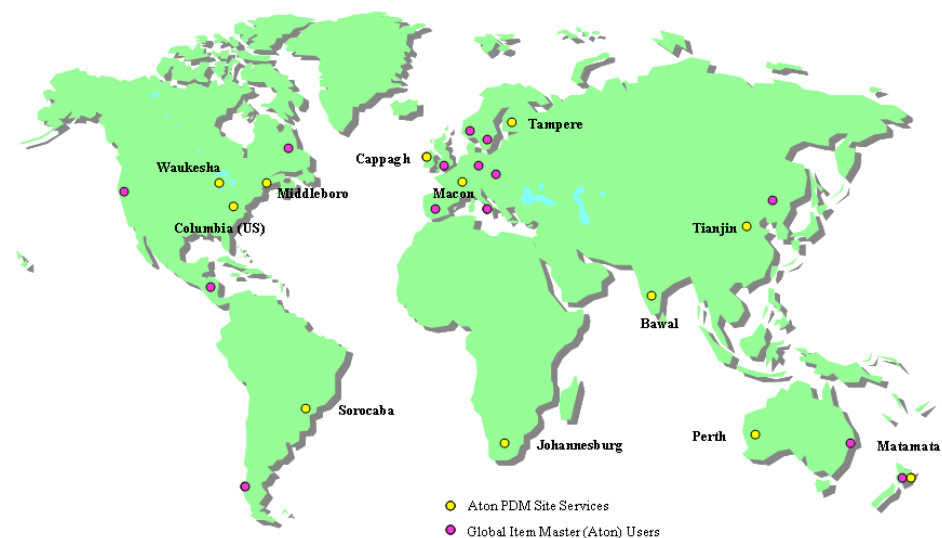 Tampere
Cappagh
Waukesha
Middleboro
Macon
Columbia (US)
Tianjin
Bawal
Sorocaba
Johannesburg
Perth
Matamata
Aton PDM Site Services
Global Item Master (Aton) Users